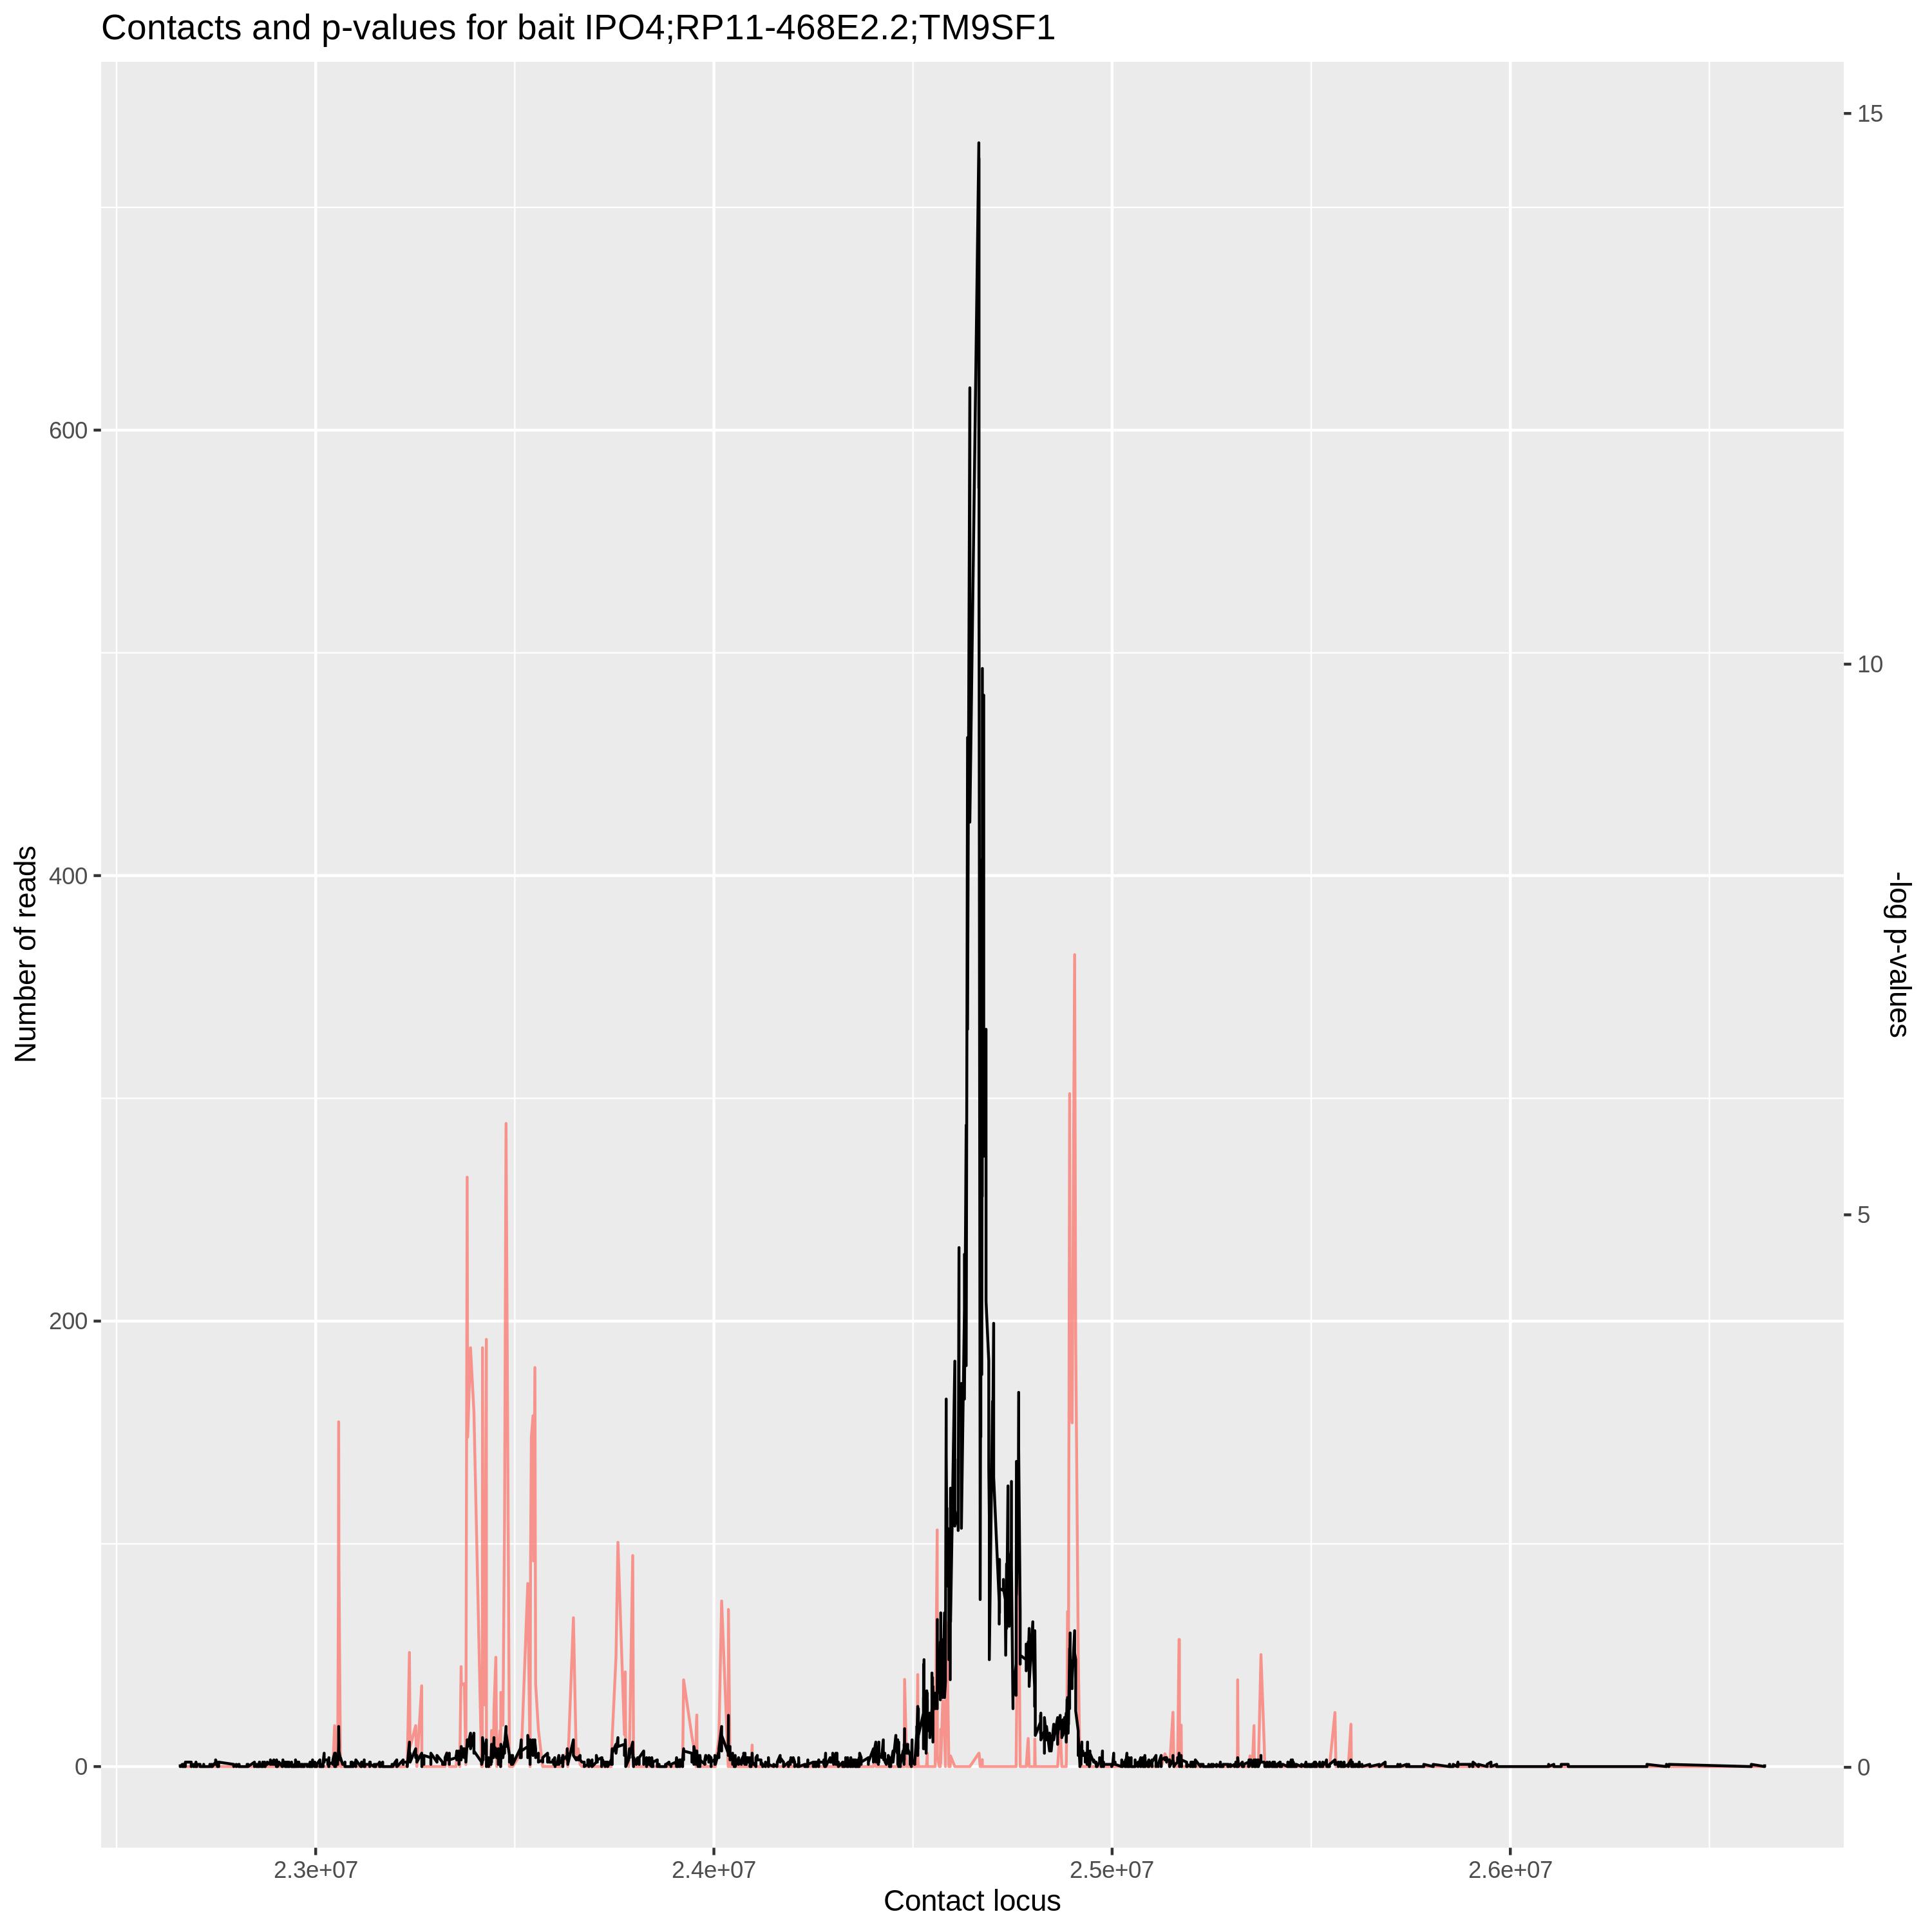 Contacts and p-values for bait IPO4;RP11-468E2.2;TM9SF1
15
600
10
Number of reads
400
-log p-values
5
200
0
0
2.3e+07
2.4e+07
2.5e+07
2.6e+07
Contact locus